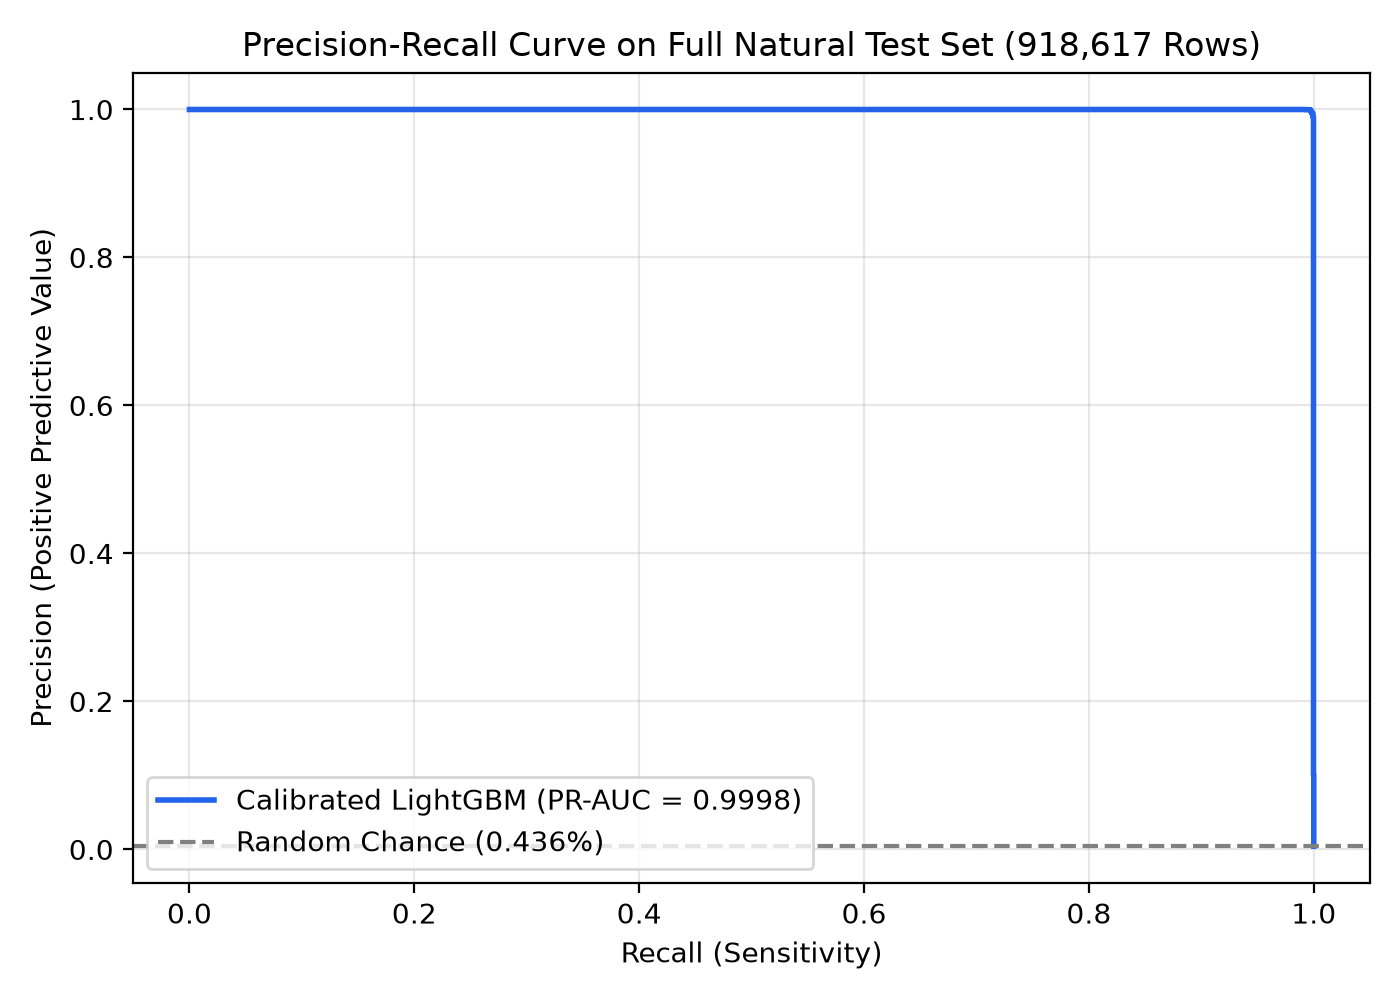 Precision-Recall Curve on Full Natural Test Set (918,617 Rows)
Precision (Positive Predictive Value)
1.0
0.8
0.6
0.4
0.2
0.0
Calibrated LightGBM (PR-AUC = 0.9998)
Random Chance (0.436%)
0.0 0.2 0.4 0.6 0.8 1.0
Recall (Sensitivity)